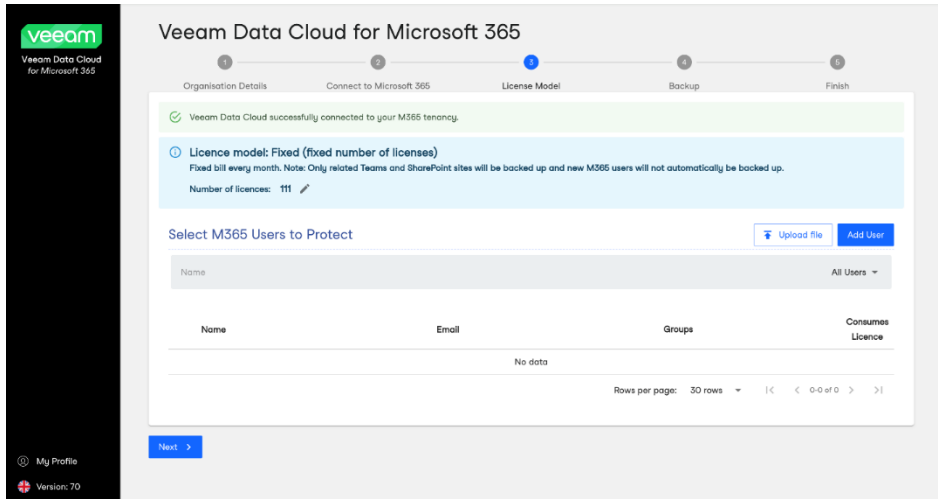 veeam
Veeam Data Cloud
for Microsoft 365
Veeam Data Cloud for Microsoft 365
1
2
3
4
5
Organisation Details
Connect to Microsoft 365
License Model
Backup
Finish
Veeam Data Cloud successfully connected to your M365 tenancy.
Licence model: Fixed (fixed number of licenses)
Fixed bill every month. Note: Only related Teams and SharePoint sites will be backed up and new M365 users will not automatically be backed up.
Number of licences: 111
Select M365 Users to Protect
Upload file
Add User
Name
All Users
Name
Email
Groups
Consumes
Licence
No data
Rows per page: 30 rows
0-0 of 0
Next
My Profile
Version: 70